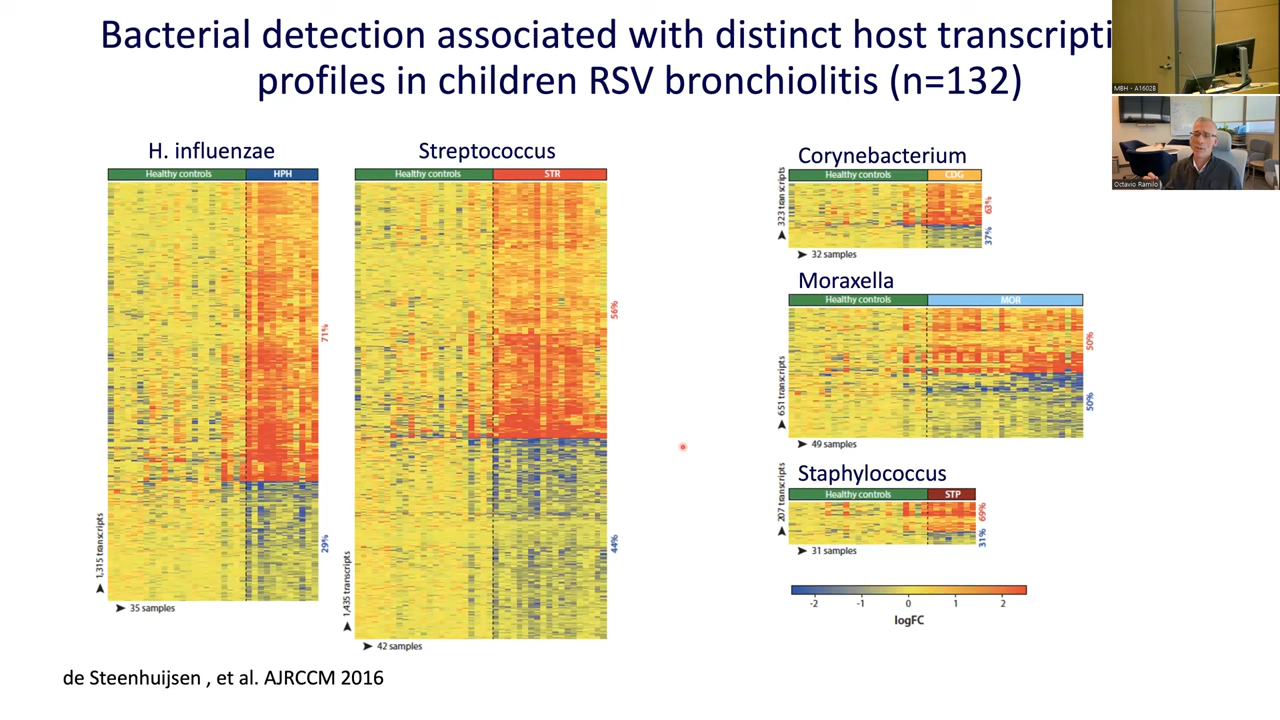 Bacterial detection associated with distinct host transcripti
profiles in children RSV bronchiolitis (n=132)
H. influenzae
Healthy controls
HPH
71%
29%
1,315 transcripts
35 samples
Streptococcus
Healthy controls
STR
56%
44%
1,435 transcripts
42 samples
Corynebacterium
Healthy controls
CDG
63%
37%
323 transcripts
32 samples
Moraxella
Healthy controls
MOR
50%
50%
651 transcripts
49 samples
Staphylococcus
Healthy controls
STP
69%
31%
207 transcripts
31 samples
-2 -1 0 1 2
logFC
de Steenhuijsen , et al. AJRCCM 2016
MBH - A1602B
Octavio Ramilo